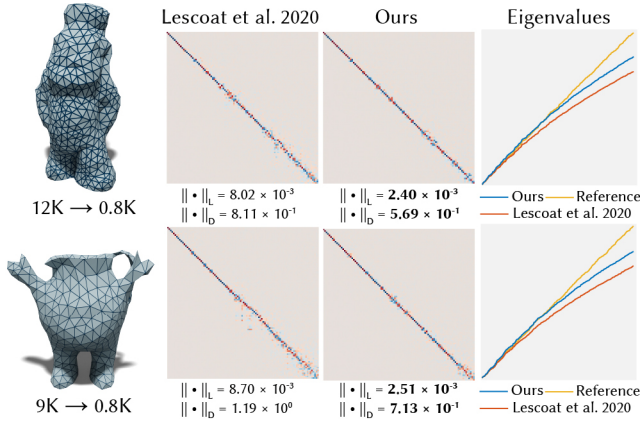 Lescoat et al. 2020 Ours Eigenvalues
|| • ||L = 8.02 × 10⁻³ || • ||L = 2.40 × 10⁻³
|| • ||D = 8.11 × 10⁻¹ || • ||D = 5.69 × 10⁻¹
Ours Reference
Lescoat et al. 2020
12K → 0.8K
|| • ||L = 8.70 × 10⁻³ || • ||L = 2.51 × 10⁻³
|| • ||D = 1.19 × 10⁰ || • ||D = 7.13 × 10⁻¹
Ours Reference
Lescoat et al. 2020
9K → 0.8K